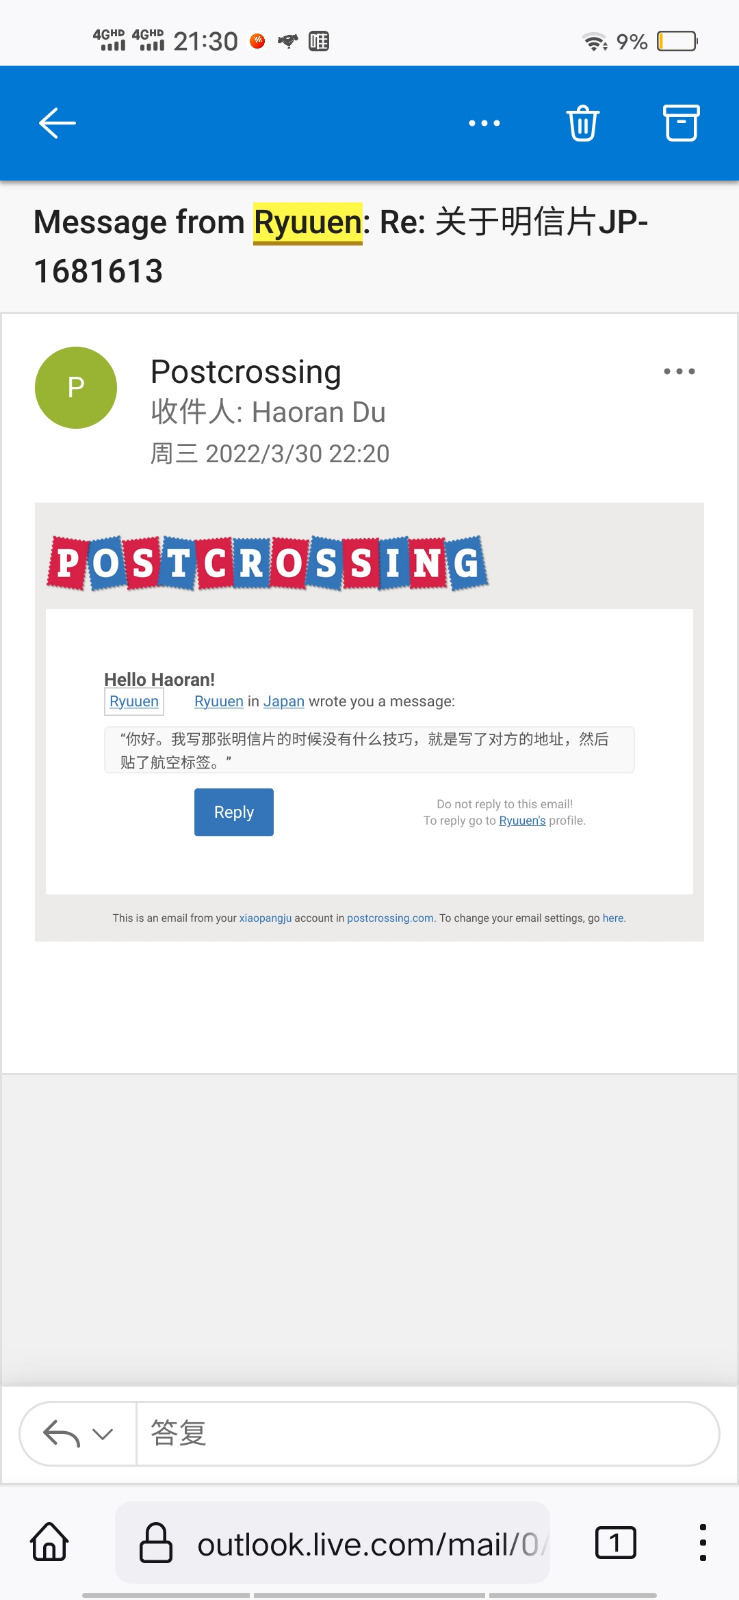 4GHD 4GHD 21:30 9%
Message from Ryuuen: Re: 关于明信片JP-
1681613
P
Postcrossing
收件人: Haoran Du
周三 2022/3/30 22:20
POSTCROSSING
Hello Haoran!
Ryuuen
Ryuuen in Japan wrote you a message:
“你好。我写那张明信片的时候没有什么技巧，就是写了对方的地址，然后
贴了航空标签。”
Reply
Do not reply to this email!
To reply go to Ryuuen's profile.
This is an email from your xiaopangju account in postcrossing.com. To change your email settings, go here.
答复
outlook.live.com/mail/0/
1